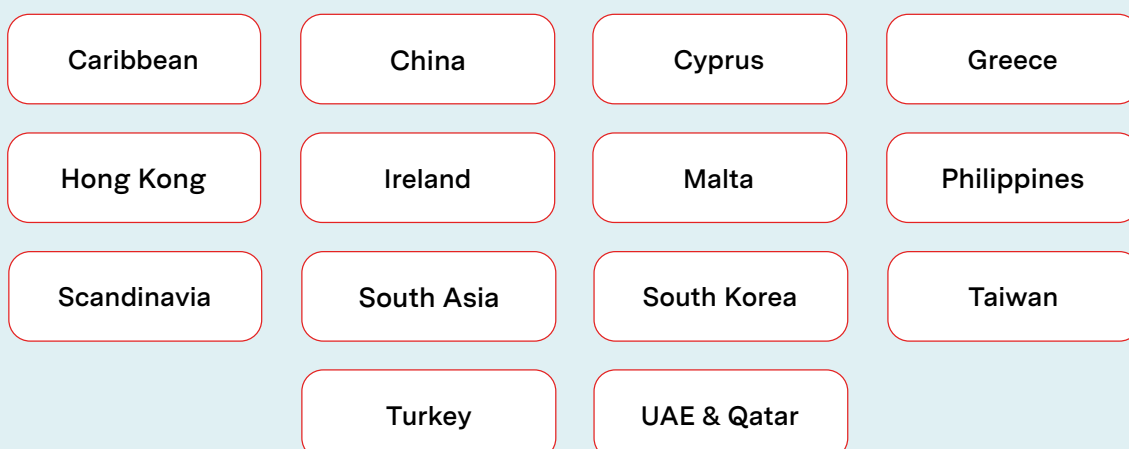 Caribbean
China
Cyprus
Greece
Hong Kong
Ireland
Malta
Philippines
Scandinavia
South Asia
South Korea
Taiwan
Turkey
UAE & Qatar